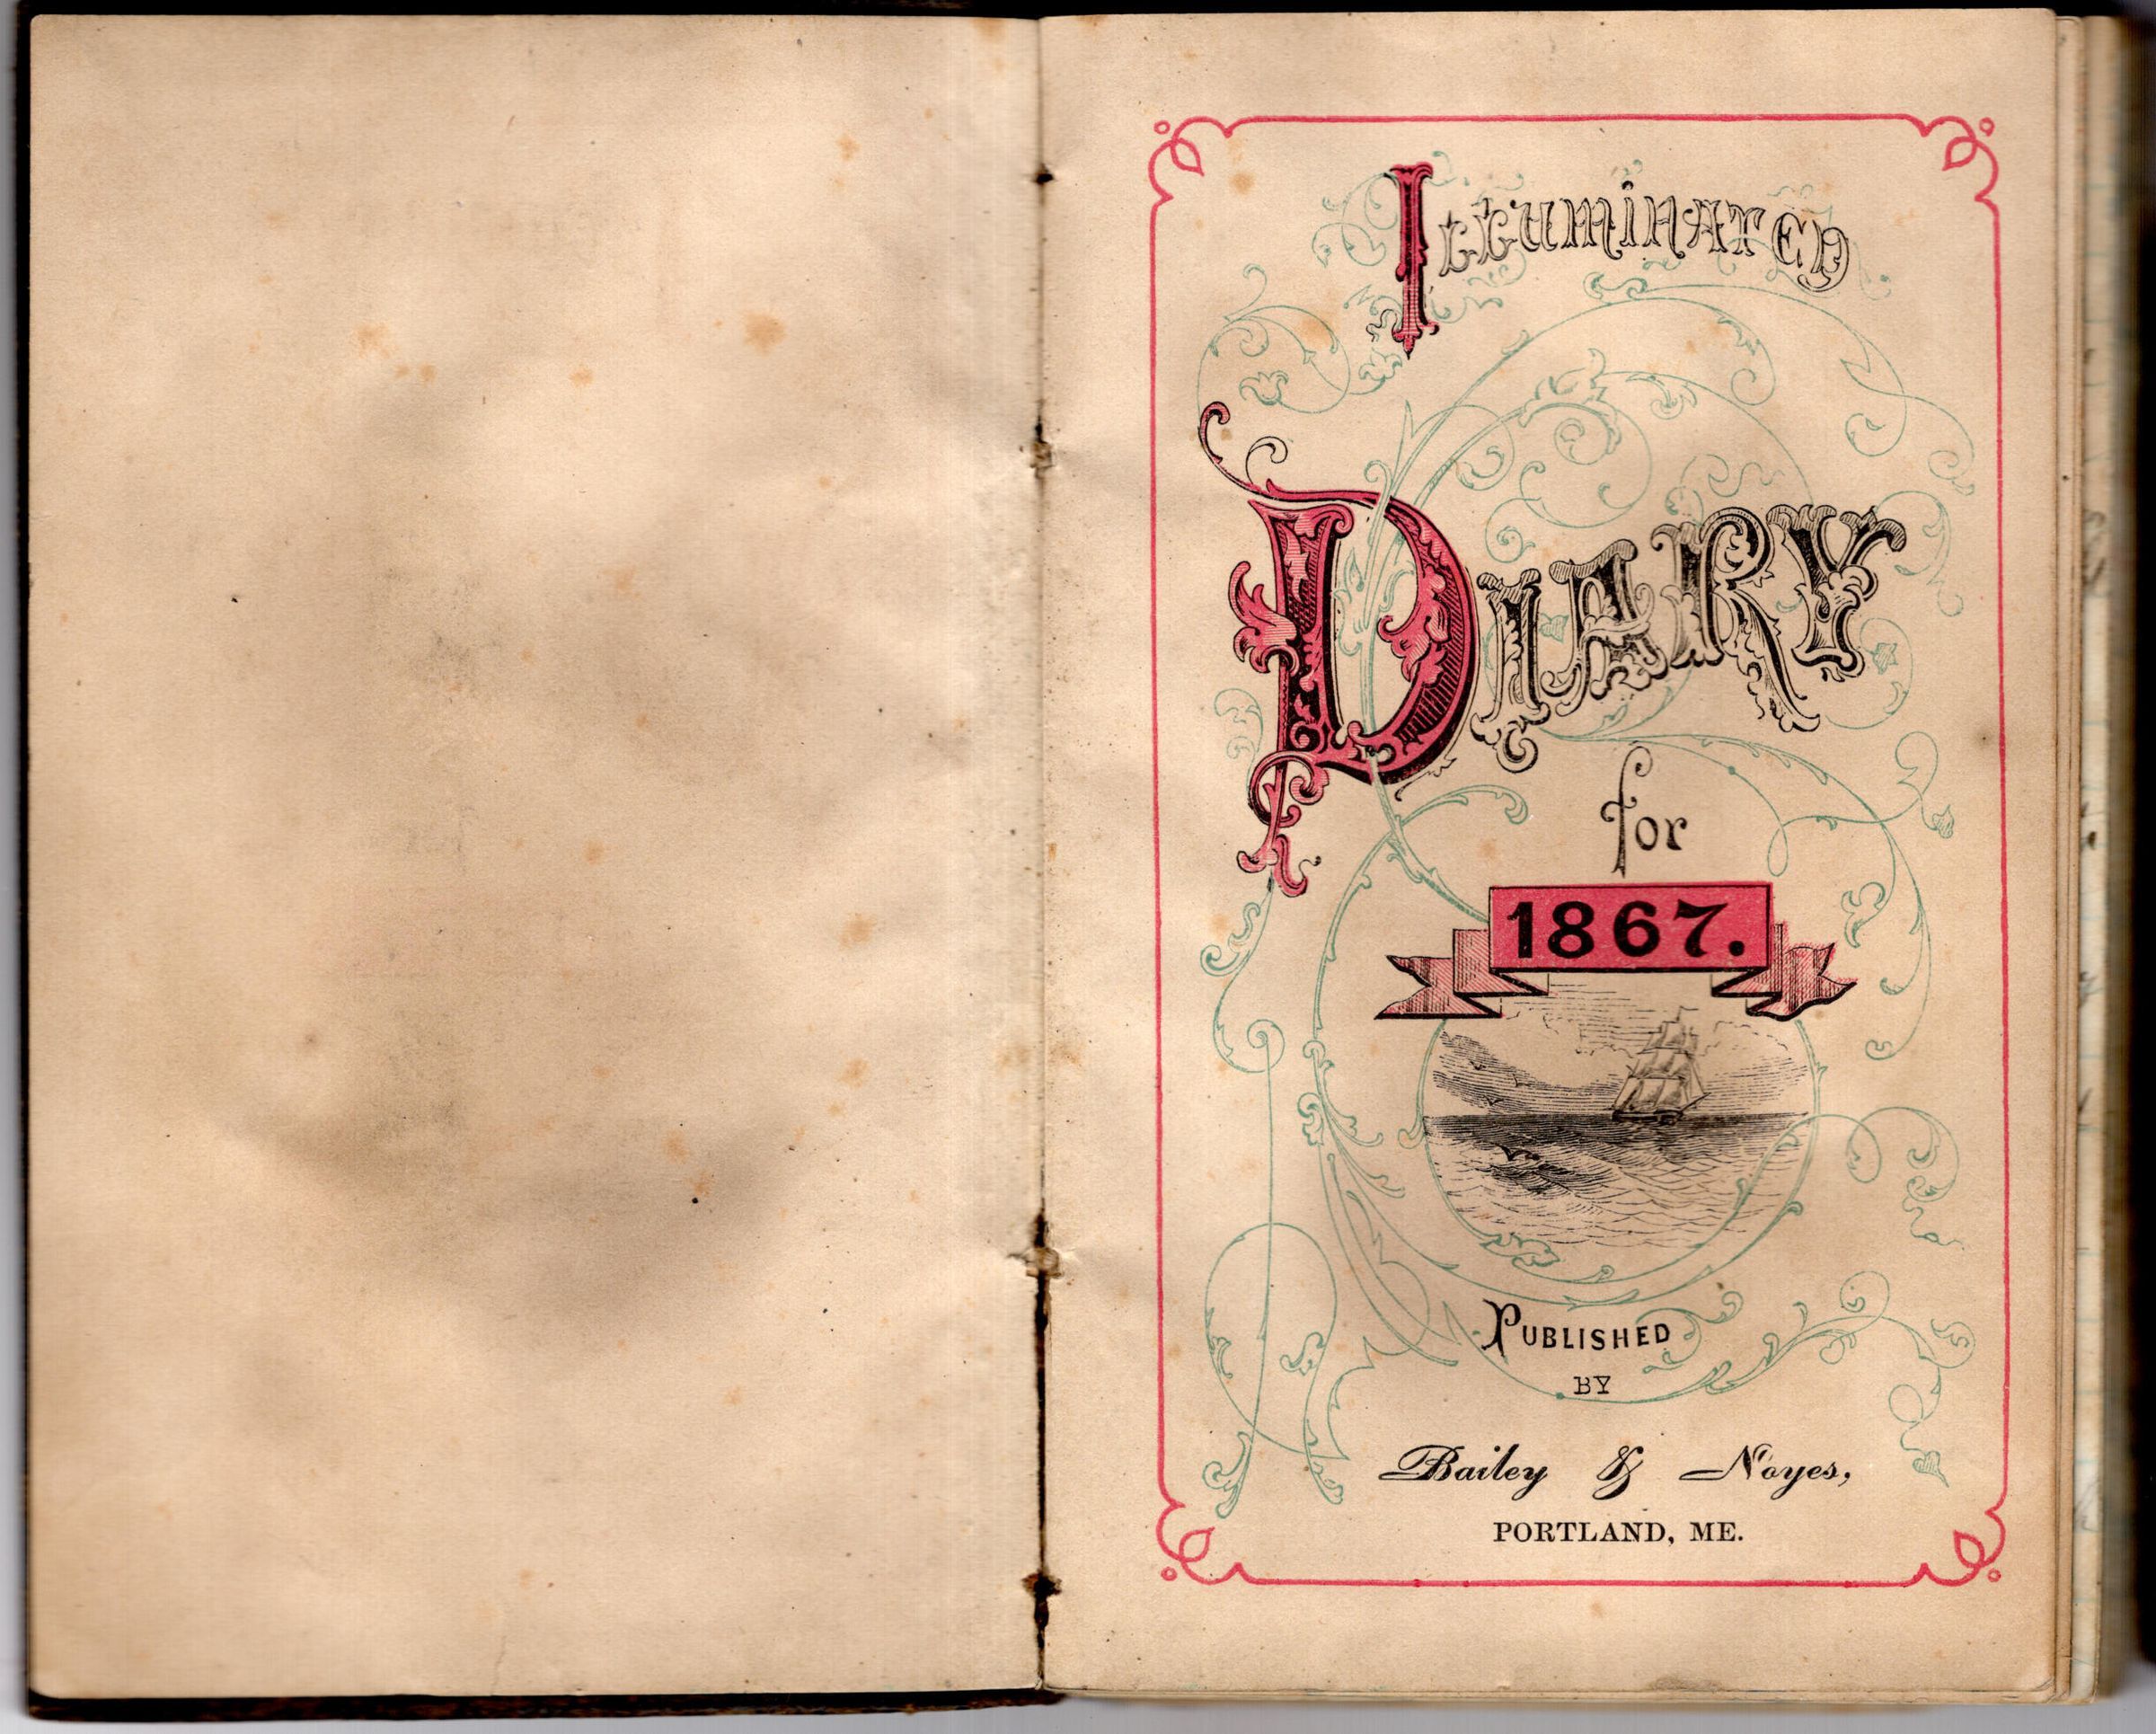 Illuminated
Diary
for
1867.
Published
BY
Bailey & Noyes,
PORTLAND, ME.